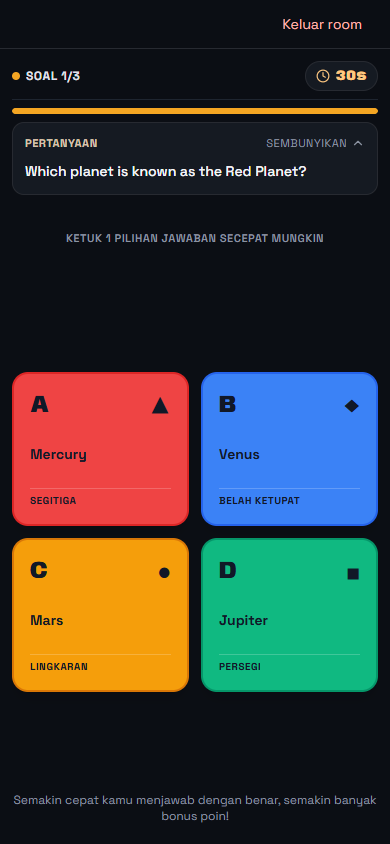 Keluar room
SOAL 1/3
30s
PERTANYAAN
SEMBUNYIKAN
Which planet is known as the Red Planet?
KETUK 1 PILIHAN JAWABAN SECEPAT MUNGKIN
A
Mercury
SEGITIGA
B
Venus
BELAH KETUPAT
C
Mars
LINGKARAN
D
Jupiter
PERSEGI
Semakin cepat kamu menjawab dengan benar, semakin banyak
bonus poin!